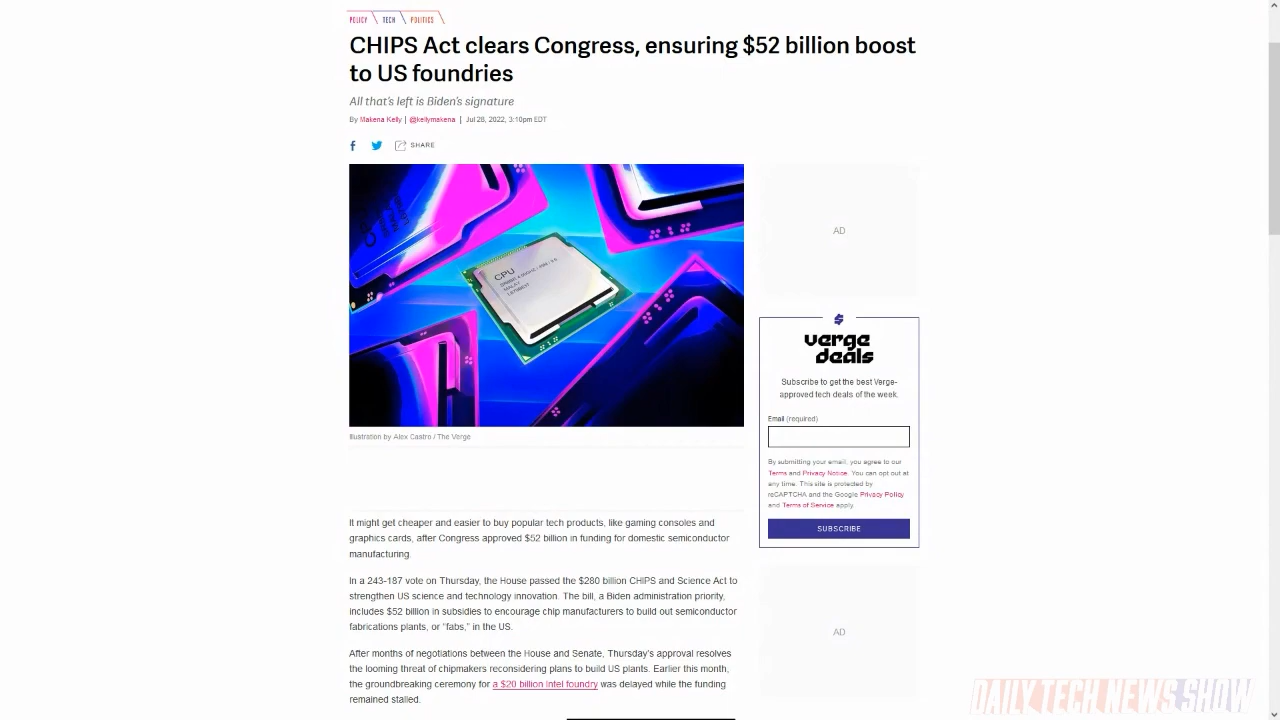 POLICY TECH POLITICS
CHIPS Act clears Congress, ensuring $52 billion boost
to US foundries
All that's left is Biden's signature
By Makena Kelly | @kellymakena | Jul 28, 2022, 3:10pm EDT
SHARE
CPU
MALAY
AD
verge
deals
Subscribe to get the best Verge-
approved tech deals of the week.
Email (required)
By submitting your email, you agree to our
Terms and Privacy Notice. You can opt out at
any time. This site is protected by
reCAPTCHA and the Google Privacy Policy
and Terms of Service apply.
SUBSCRIBE
Illustration by Alex Castro / The Verge
It might get cheaper and easier to buy popular tech products, like gaming consoles and
graphics cards, after Congress approved $52 billion in funding for domestic semiconductor
manufacturing.
In a 243-187 vote on Thursday, the House passed the $280 billion CHIPS and Science Act to
strengthen US science and technology innovation. The bill, a Biden administration priority,
includes $52 billion in subsidies to encourage chip manufacturers to build out semiconductor
fabrications plants, or "fabs," in the US.
After months of negotiations between the House and Senate, Thursday's approval resolves
the looming threat of chipmakers reconsidering plans to build US plants. Earlier this month,
the groundbreaking ceremony for a $20 billion Intel foundry was delayed while the funding
remained stalled.
AD
DAILY TECH NEWS SHOW